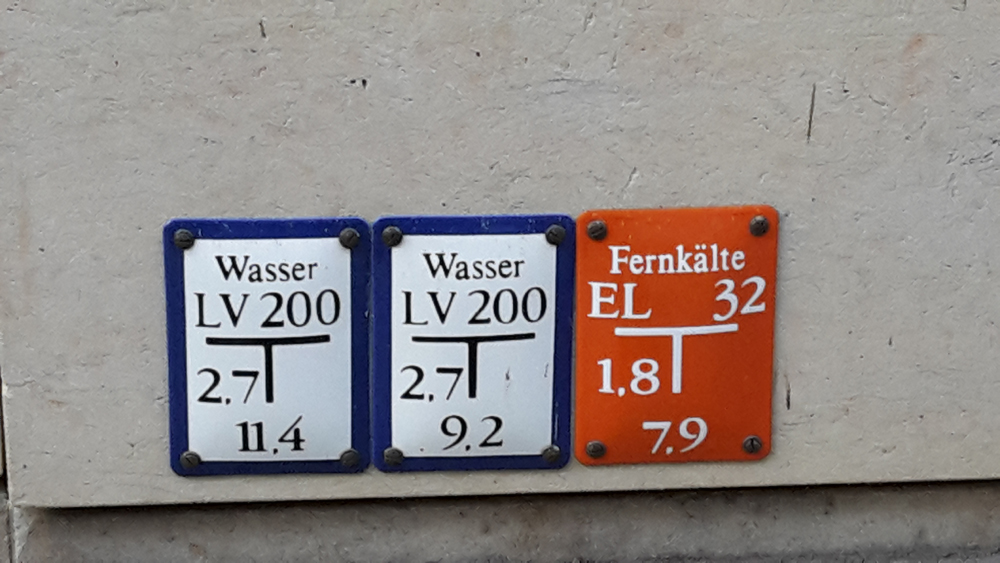 Wasser
LV 200
2,7
11,4
Wasser
LV 200
2,7
9,2
Fernkälte
EL 32
1,8
7,9